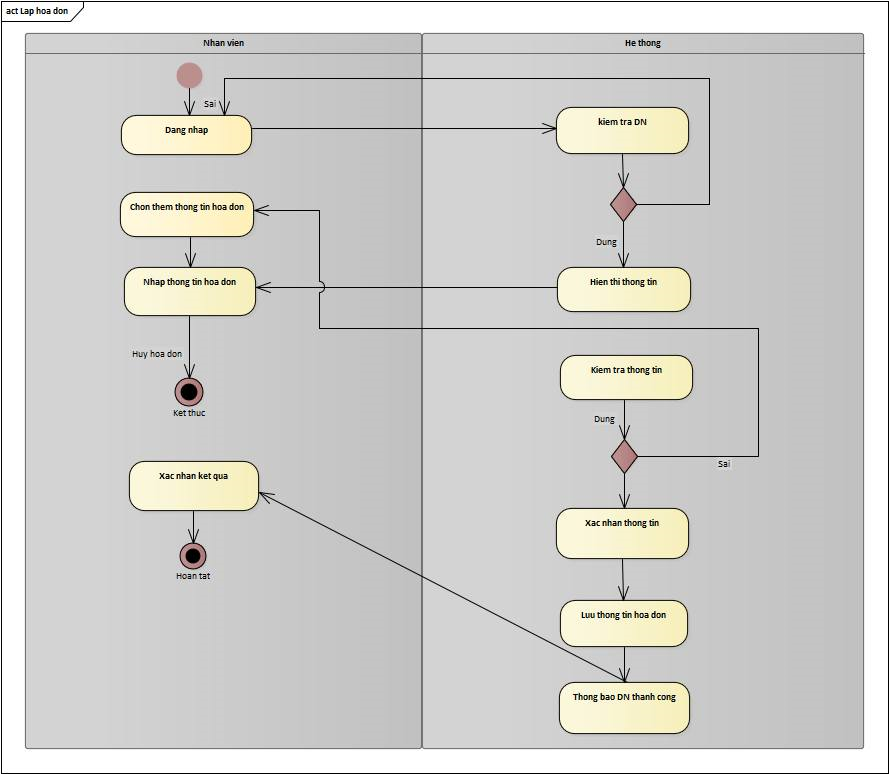 act Lap hoa don
Nhan vien
He thong
Sai
Dang nhap
kiem tra DN
Chon them thong tin hoa don
Dung
Nhap thong tin hoa don
Hien thi thong tin
Huy hoa don
Ket thuc
Kiem tra thong tin
Dung
Sai
Xac nhan ket qua
Hoan tat
Xac nhan thong tin
Luu thong tin hoa don
Thong bao DN thanh cong